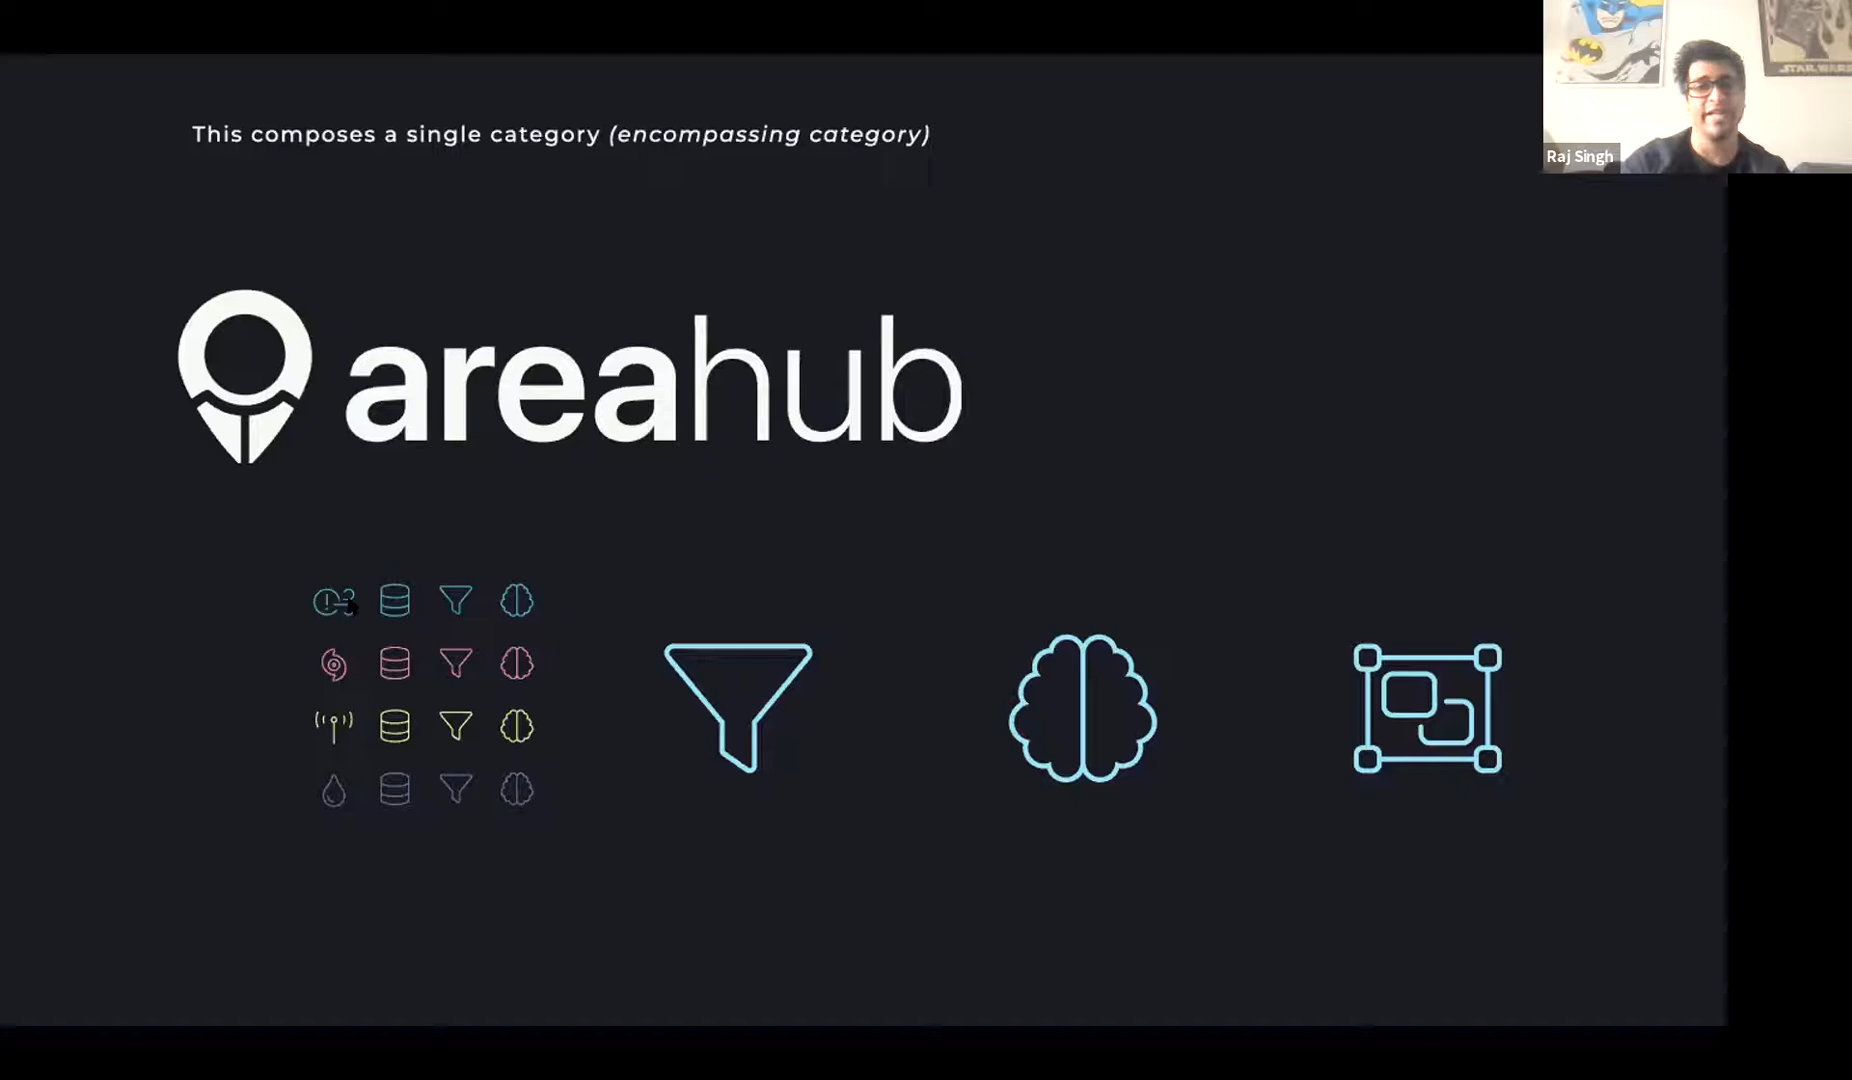 This composes a single category (encompassing category)
areahub
STAR WARS
Raj Singh